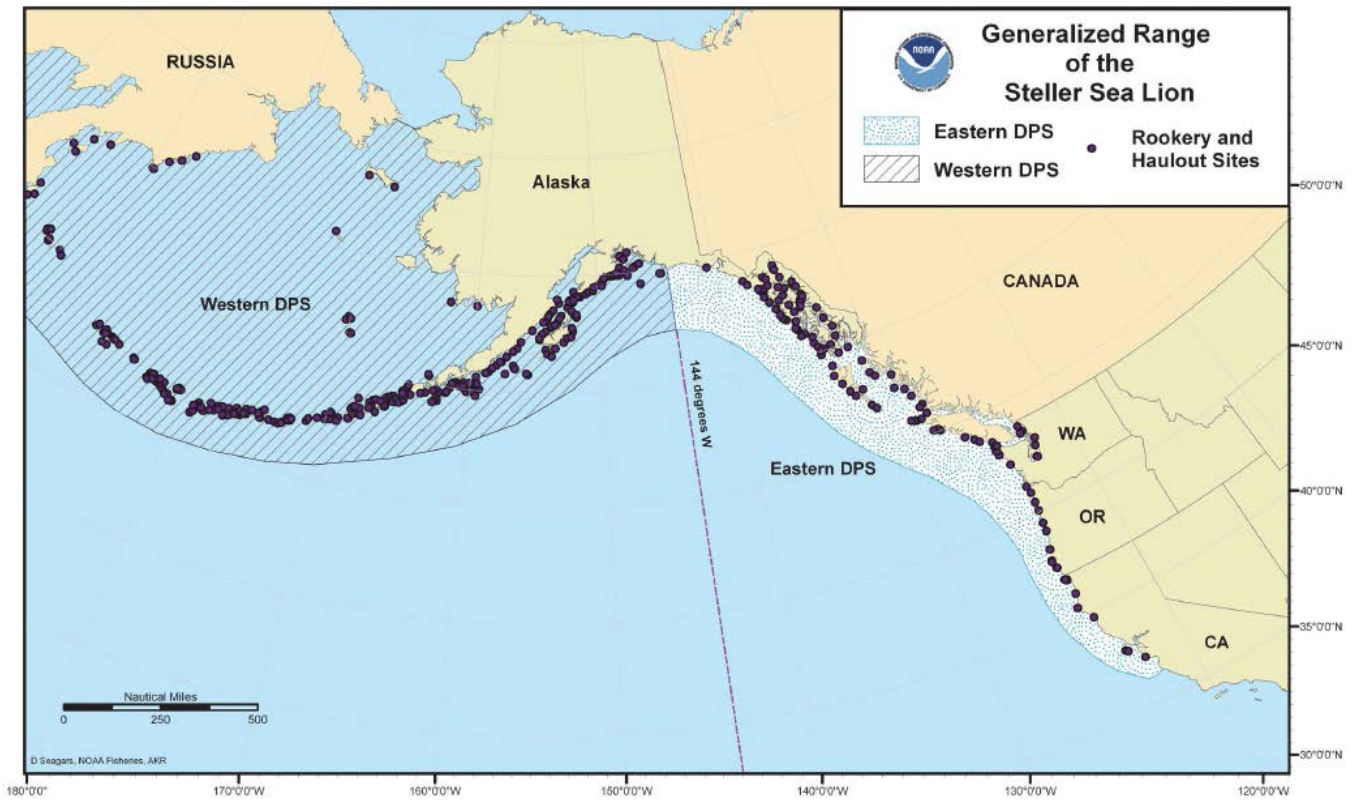 Generalized Range
of the
Steller Sea Lion
NOAA
Eastern DPS
Western DPS
Rookery and
Haulout Sites
RUSSIA
Alaska
CANADA
Western DPS
144 degrees W
Eastern DPS
WA
OR
CA
50°0'0"N
45°0'0"N
40°0'0"N
35°0'0"N
30°0'0"N
Nautical Miles
0 250 500
D Seagars, NOAA Fisheries, AKR
180°0'0" 170°0'0"W 160°0'0"W 150°0'0"W 140°0'0"W 130°0'0"W 120°0'0"W